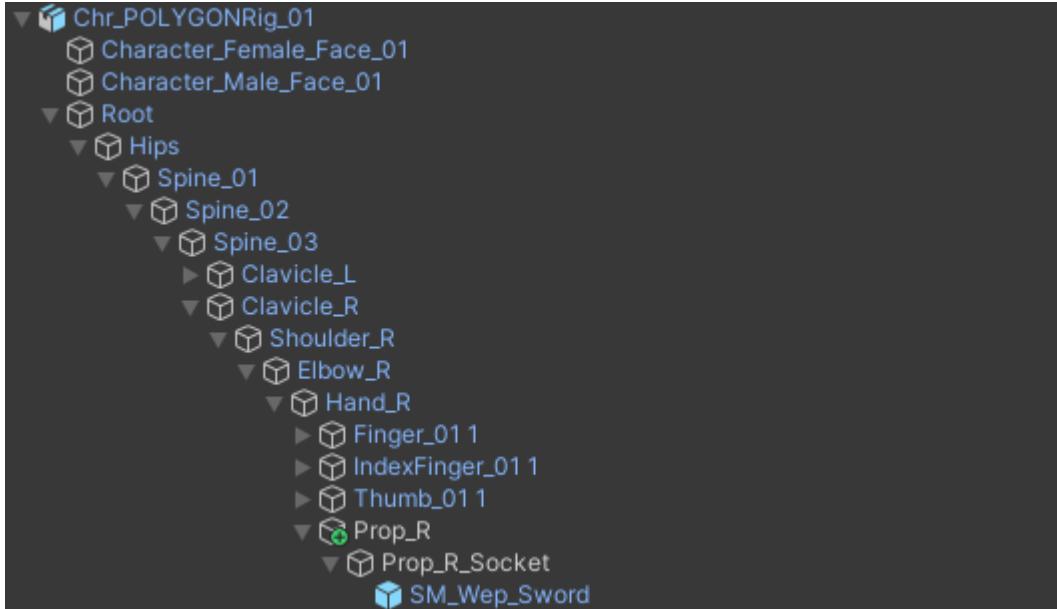 Chr_POLYGONRig_01
Character_Female_Face_01
Character_Male_Face_01
Root
Hips
Spine_01
Spine_02
Spine_03
Clavicle_L
Clavicle_R
Shoulder_R
Elbow_R
Hand_R
Finger_01 1
IndexFinger_01 1
Thumb_01 1
Prop_R
Prop_R_Socket
SM_Wep_Sword